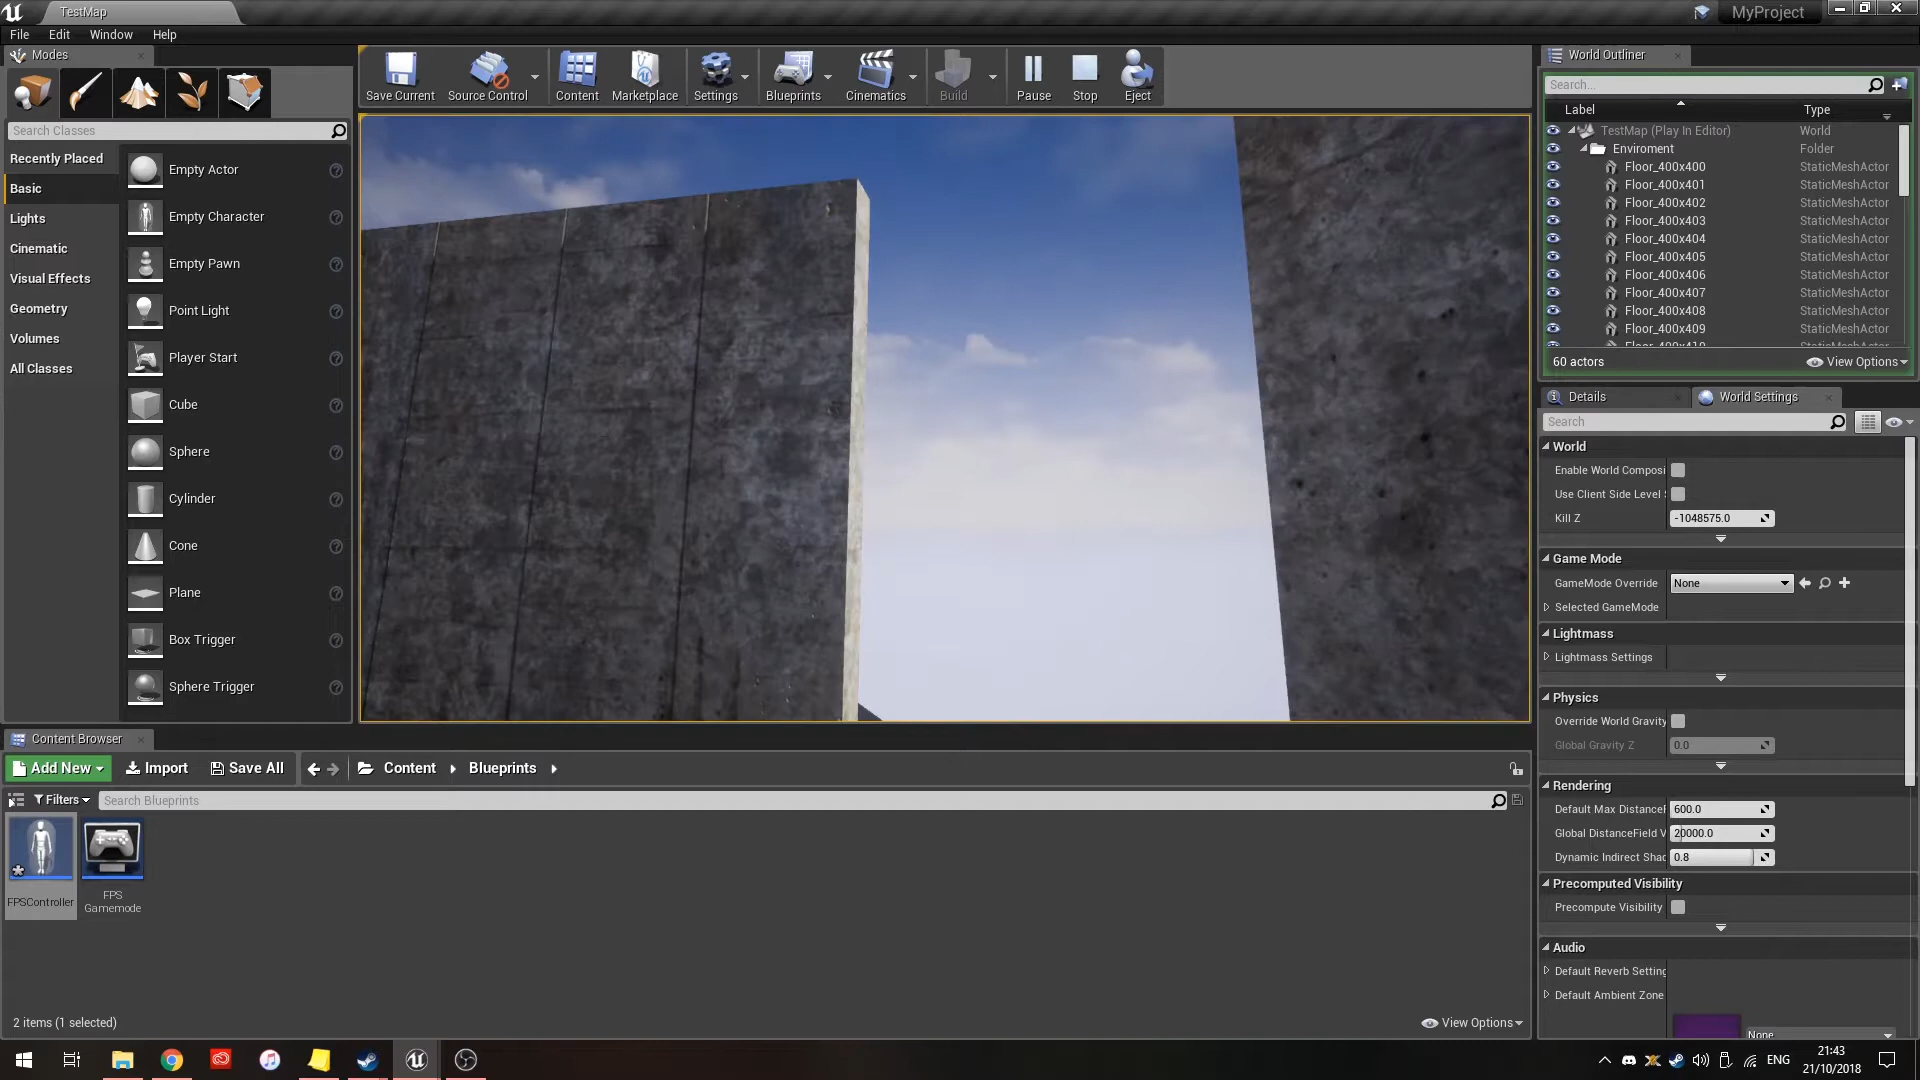 TestMap
MyProject
File
Edit
Window
Help
Modes
Save Current
Source Control
Content
Marketplace
Settings
Blueprints
Cinematics
Build
Pause
Stop
Eject
Search Classes
Recently Placed
Basic
Lights
Cinematic
Visual Effects
Geometry
Volumes
All Classes
Empty Actor
Empty Character
Empty Pawn
Point Light
Player Start
Cube
Sphere
Cylinder
Cone
Plane
Box Trigger
Sphere Trigger
World Outliner
Search...
Label Type
TestMap (Play In Editor) World
Enviroment Folder
Floor_400x400 StaticMeshActor
Floor_400x401 StaticMeshActor
Floor_400x402 StaticMeshActor
Floor_400x403 StaticMeshActor
Floor_400x404 StaticMeshActor
Floor_400x405 StaticMeshActor
Floor_400x406 StaticMeshActor
Floor_400x407 StaticMeshActor
Floor_400x408 StaticMeshActor
Floor_400x409 StaticMeshActor
60 actors View Options
Details
World Settings
Search
World
Enable World Composi
Use Client Side Level
Kill Z -1048575.0
Game Mode
GameMode Override None
Selected GameMode
Lightmass
Lightmass Settings
Physics
Override World Gravity
Global Gravity Z 0.0
Rendering
Default Max DistanceF 600.0
Global DistanceField V 20000.0
Dynamic Indirect Shac 0.8
Precomputed Visibility
Precompute Visibility
Audio
Default Reverb Setting
Default Ambient Zone
None
Content Browser
Add New
Import
Save All
Content
Blueprints
Filters
Search Blueprints
FPSController
FPS
Gamemode
2 items (1 selected)
View Options
ENG
21:43
21/10/2018